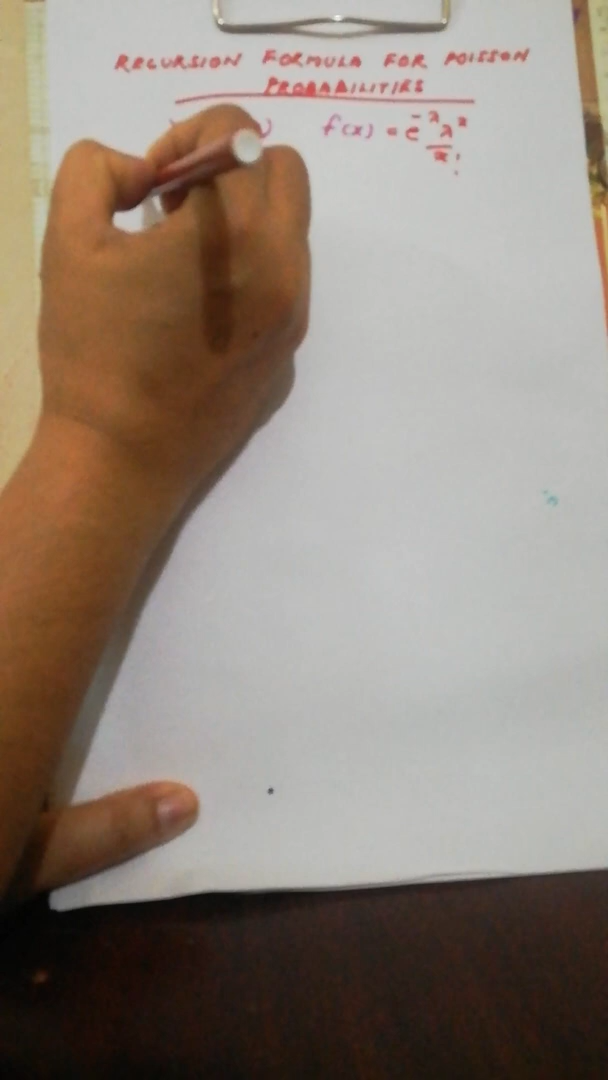 RECURSION FORMULA FOR POISSON
PROBABILITIES
) f(x) = e^-λ λ^x / x!